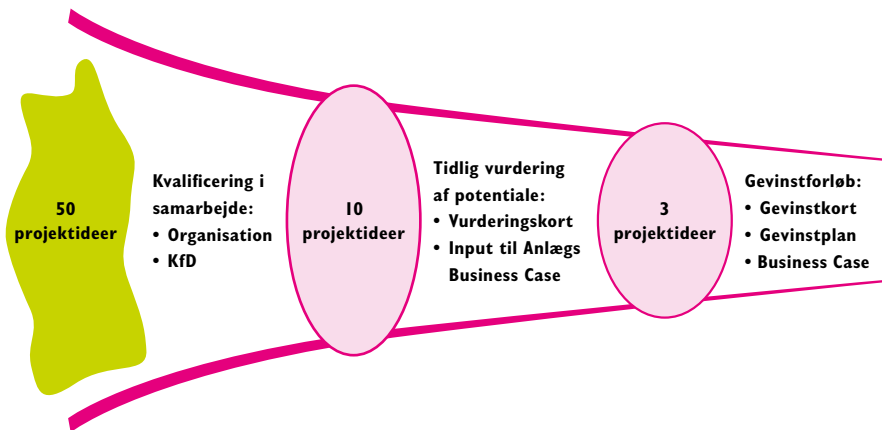 50
projektideer
Kvalificering i
samarbejde:
• Organisation
• KfD
10
projektideer
Tidlig vurdering
af potentiale:
• Vurderingskort
• Input til Anlægs
Business Case
3
projektideer
Gevinstforløb:
• Gevinstkort
• Gevinstplan
• Business Case